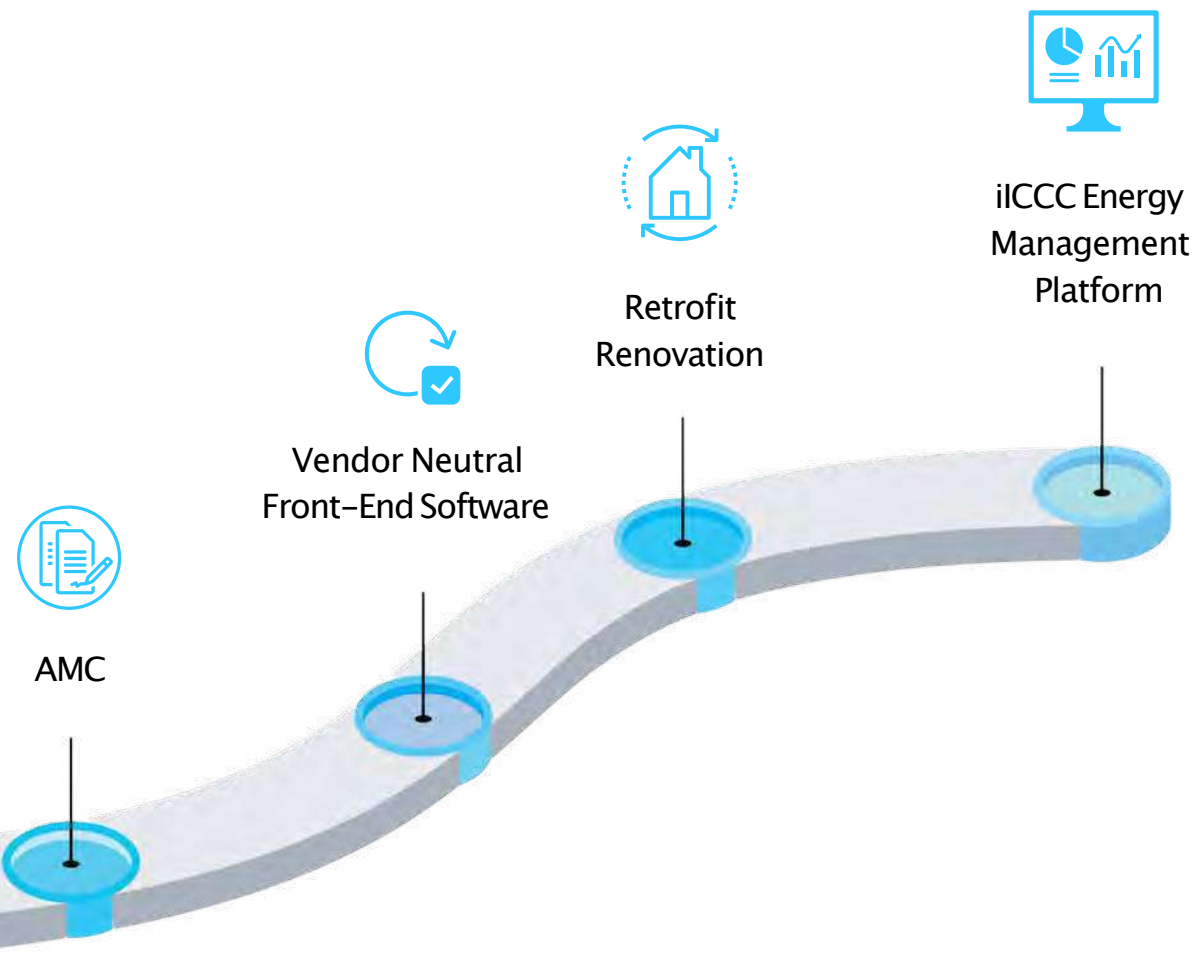 AMC
Vendor Neutral
Front-End Software
Retrofit
Renovation
iICCC Energy
Management
Platform